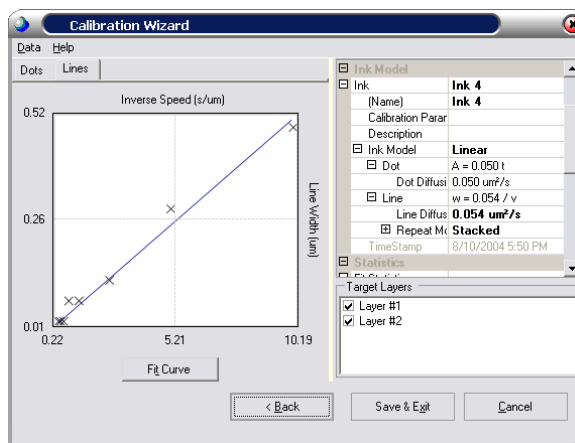 Calibration Wizard
Data Help
Dots Lines
Inverse Speed (s/um)
0.52
0.26
0.01
0.22 5.21 10.19
Line Width (um)
Fit Curve
Ink Model
Ink Ink 4
(Name) Ink 4
Calibration Parar
Description
Ink Model Linear
Dot A = 0.050 t
Dot Diffusi 0.050 um²/s
Line w = 0.054 / v
Line Diffus 0.054 um²/s
Repeat Mo Stacked
TimeStamp 8/10/2004 5:50 PM
Statistics
Target Layers
Layer #1
Layer #2
< Back Save & Exit Cancel